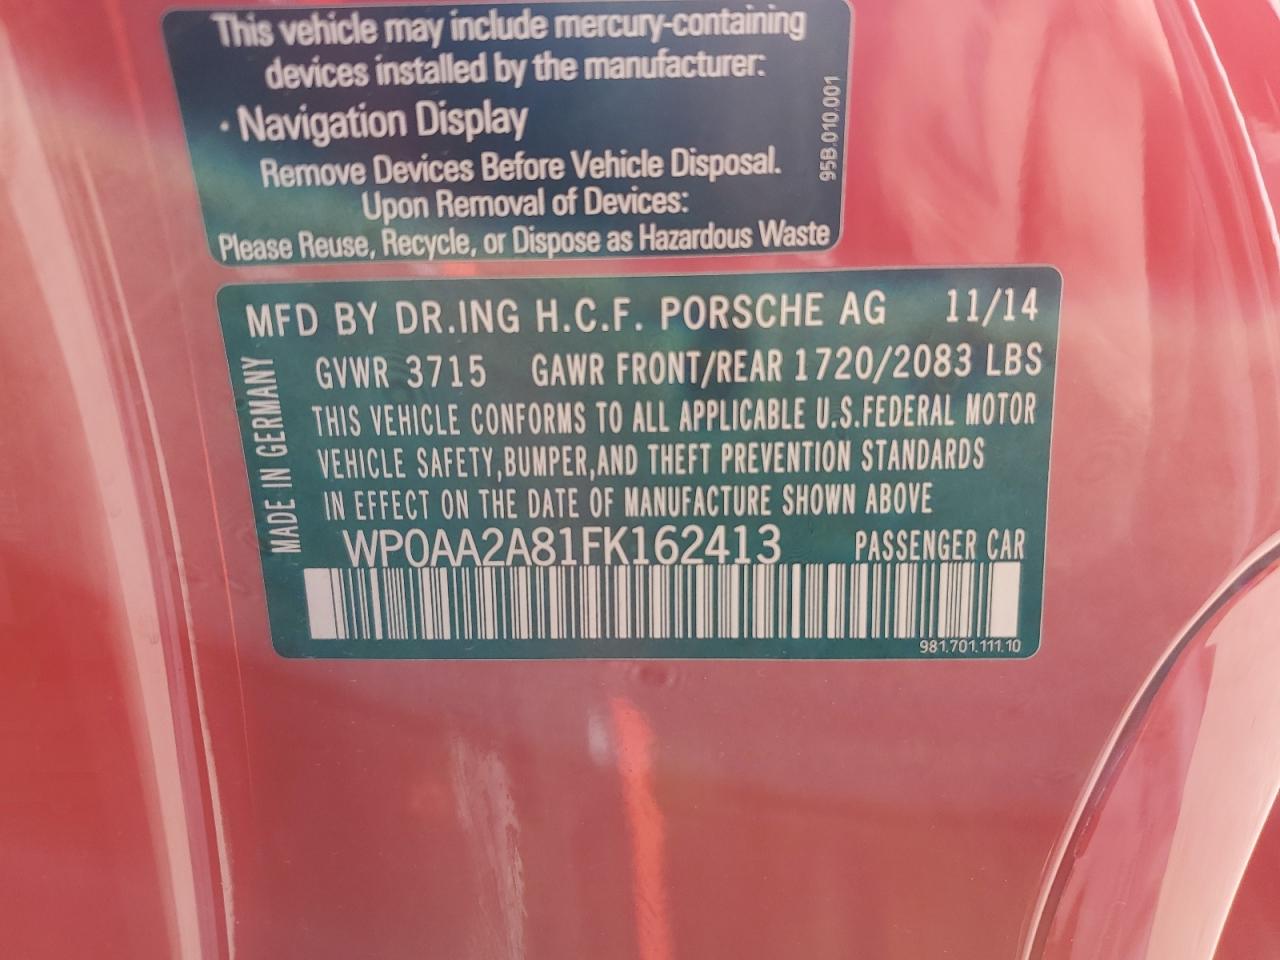 This vehicle may include mercury-containing
devices installed by the manufacturer:
· Navigation Display
Remove Devices Before Vehicle Disposal.
Upon Removal of Devices:
Please Reuse, Recycle, or Dispose as Hazardous Waste
95B.010.001
MFD BY DR.ING H.C.F. PORSCHE AG 11/14
GVWR 3715 GAWR FRONT/REAR 1720/2083 LBS
THIS VEHICLE CONFORMS TO ALL APPLICABLE U.S.FEDERAL MOTOR
VEHICLE SAFETY,BUMPER,AND THEFT PREVENTION STANDARDS
IN EFFECT ON THE DATE OF MANUFACTURE SHOWN ABOVE
MADE IN GERMANY
WP0AA2A81FK162413 PASSENGER CAR
981.701.111.10